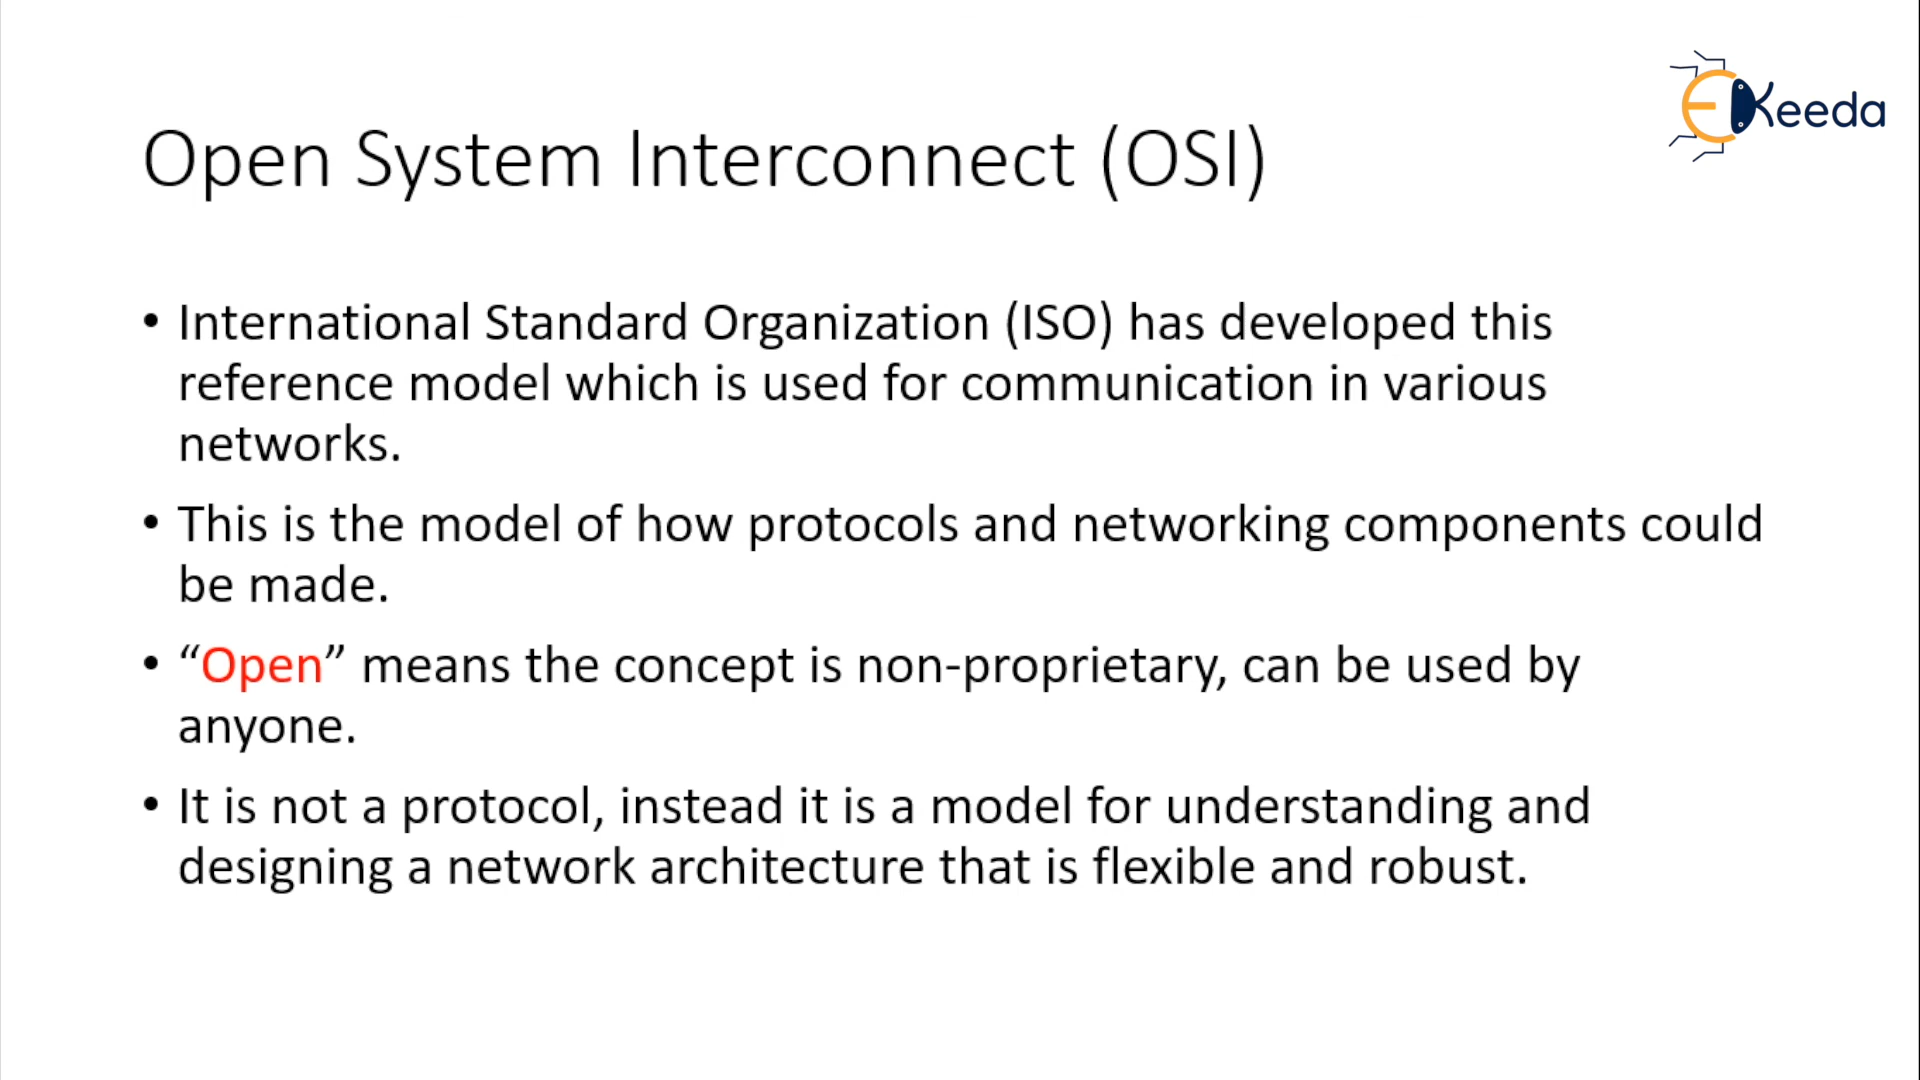 EKeeda
Open System Interconnect (OSI)
• International Standard Organization (ISO) has developed this
reference model which is used for communication in various
networks.
• This is the model of how protocols and networking components could
be made.
• “Open” means the concept is non-proprietary, can be used by
anyone.
• It is not a protocol, instead it is a model for understanding and
designing a network architecture that is flexible and robust.